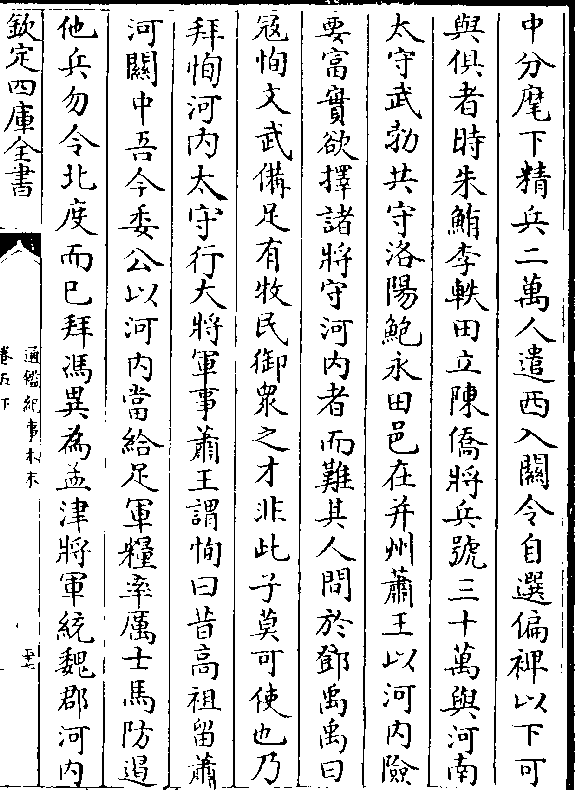 中分麾下精兵二萬人遣西入關令自選偏裨以下可
與俱者時朱鮪李軼田立陳僑將兵號三十萬與河南
太守武勃共守洛陽鮑永田邑在并州蕭王以河內險
要富實欲擇諸將守河內者而難其人問於鄧禹禹曰
寇恂文武備足有牧民御衆之才非此子莫可使也乃
拜恂河內太守行大將軍事蕭王謂恂曰昔高祖留蕭
河關中吾今委公以河內當給足軍糧率厲士馬防遏
他兵勿令北度而已拜馮異為孟津將軍統魏郡河內
欽定四庫全書
通鑑紀事本末
卷五下